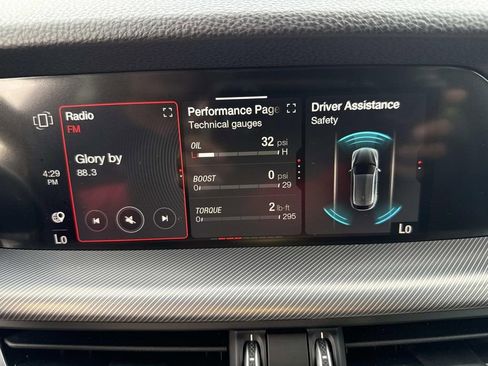 Radio
FM
Glory by
88.3
4:29
PM
Lo
Performance Page
Technical gauges
OIL 32 psi
L H
BOOST 0 psi
0 29
TORQUE 2 lb-ft
0 295
Driver Assistance
Safety
Lo